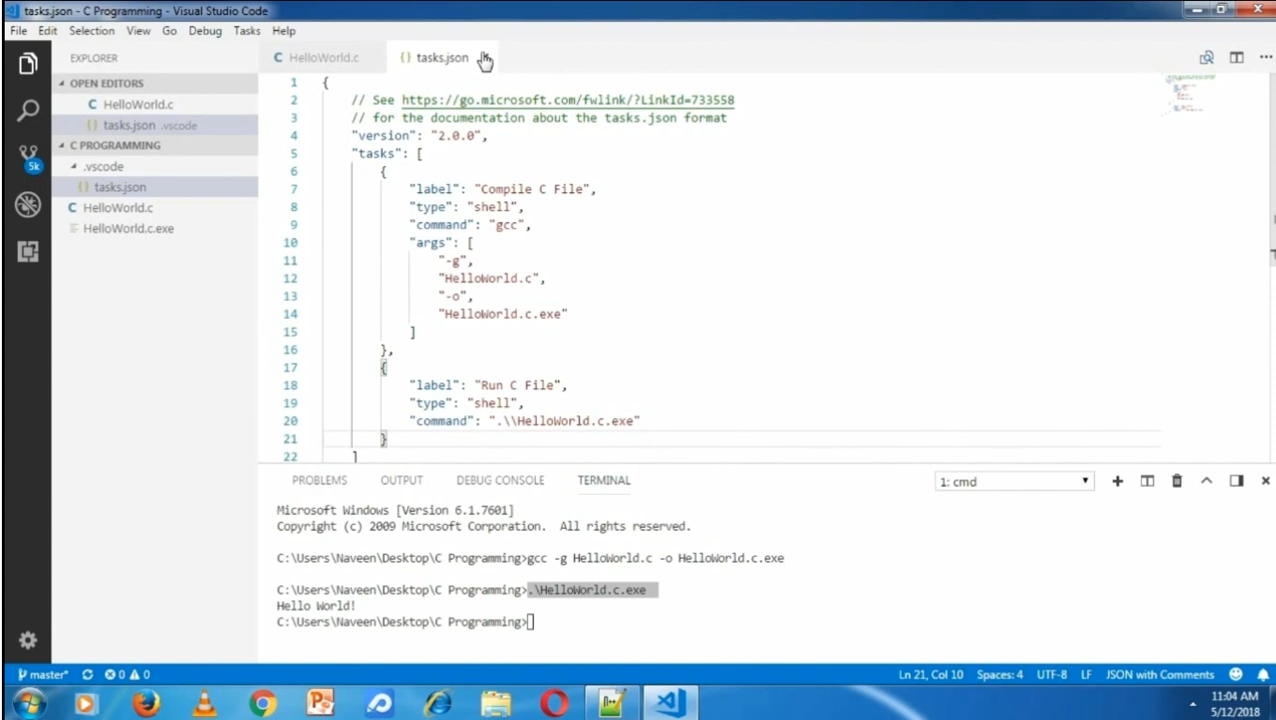 tasks.json - C Programming - Visual Studio Code
File Edit Selection View Go Debug Tasks Help
EXPLORER
OPEN EDITORS
HelloWorld.c
tasks.json .vscode
C PROGRAMMING
.vscode
tasks.json
C HelloWorld.c
HelloWorld.c.exe
5k
C HelloWorld.c {} tasks.json
1 {
2 // See https://go.microsoft.com/fwlink/?LinkId=733558
3 // for the documentation about the tasks.json format
4 "version": "2.0.0",
5 "tasks": [
6 {
7 "label": "Compile C File",
8 "type": "shell",
9 "command": "gcc",
10 "args": [
11 "-g",
12 "HelloWorld.c",
13 "-o",
14 "HelloWorld.c.exe"
15 ]
16 },
17 {
18 "label": "Run C File",
19 "type": "shell",
20 "command": ".\\HelloWorld.c.exe"
21 }
22 ]
PROBLEMS OUTPUT DEBUG CONSOLE TERMINAL
1: cmd
Microsoft Windows [Version 6.1.7601]
Copyright (c) 2009 Microsoft Corporation. All rights reserved.
C:\Users\Naveen\Desktop\C Programming>gcc -g HelloWorld.c -o HelloWorld.c.exe
C:\Users\Naveen\Desktop\C Programming>.\HelloWorld.c.exe
Hello World!
C:\Users\Naveen\Desktop\C Programming>
master* 0 0 Ln 21, Col 10 Spaces: 4 UTF-8 LF JSON with Comments
11:04 AM
5/12/2018